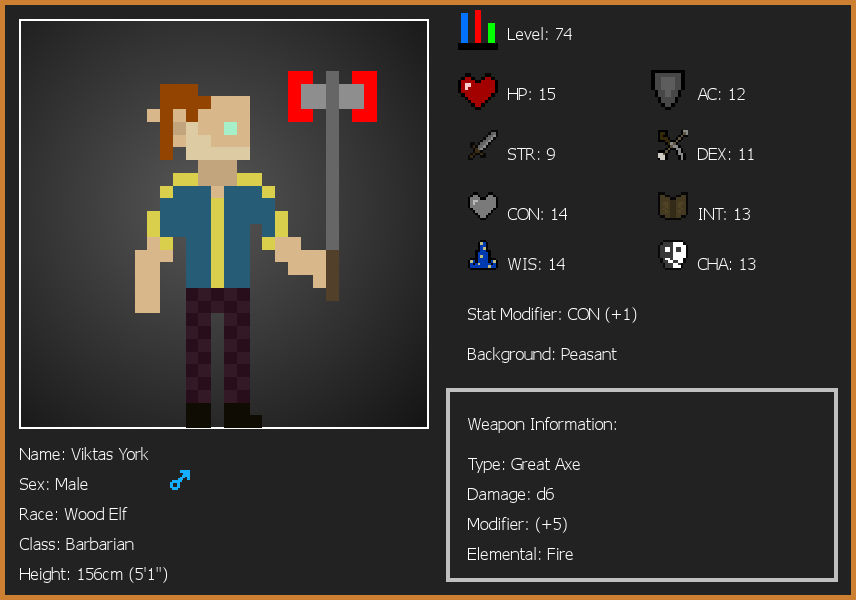 Level: 74
HP: 15
AC: 12
STR: 9
DEX: 11
CON: 14
INT: 13
WIS: 14
CHA: 13
Stat Modifier: CON (+1)
Background: Peasant
Weapon Information:
Type: Great Axe
Damage: d6
Modifier: (+5)
Elemental: Fire
Name: Viktas York
Sex: Male
Race: Wood Elf
Class: Barbarian
Height: 156cm (5'1")